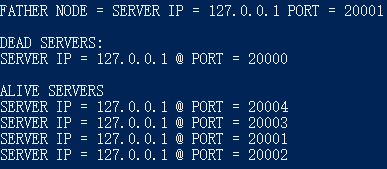 FATHER NODE = SERVER IP = 127.0.0.1 PORT = 20001
DEAD SERVERS:
SERVER IP = 127.0.0.1 @ PORT = 20000
ALIVE SERVERS
SERVER IP = 127.0.0.1 @ PORT = 20004
SERVER IP = 127.0.0.1 @ PORT = 20003
SERVER IP = 127.0.0.1 @ PORT = 20001
SERVER IP = 127.0.0.1 @ PORT = 20002